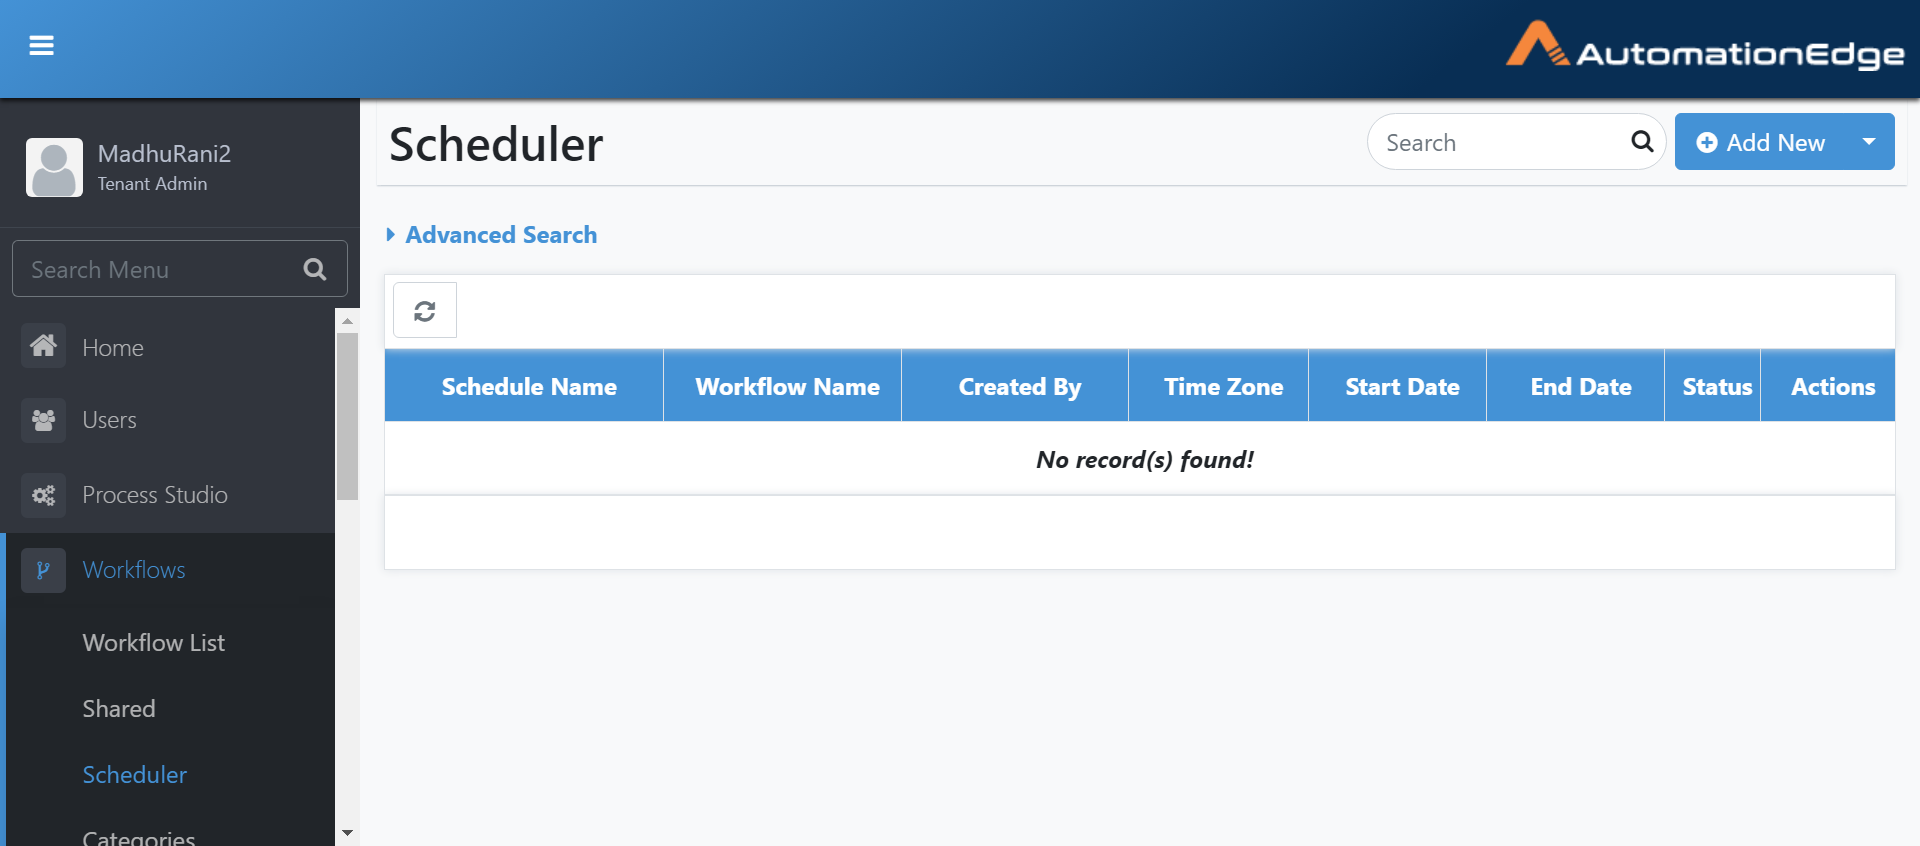 AutomationEdge
MadhuRani2
Tenant Admin
Search Menu
Home
Users
Process Studio
Workflows
Workflow List
Shared
Scheduler
Categories
Scheduler
Search
Add New
Advanced Search
Schedule Name Workflow Name Created By Time Zone Start Date End Date Status Actions
No record(s) found!